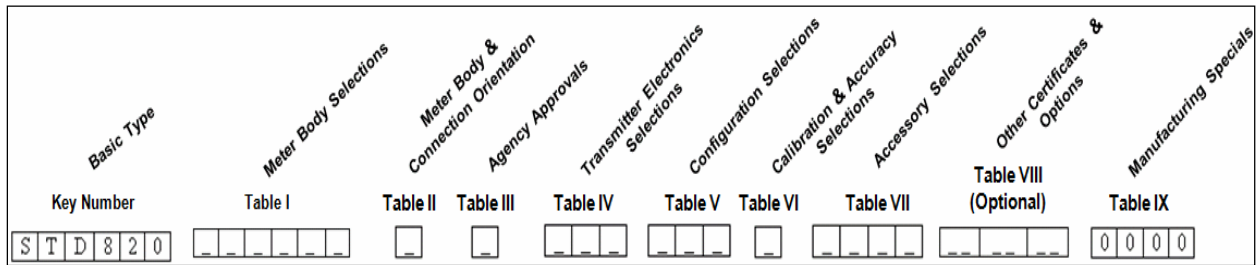 Basic Type
Meter Body Selections
Meter Body &
Connection Orientation
Agency Approvals
Transmitter Electronics
Selections
Configuration Selections
Calibration & Accuracy
Selections
Accessory Selections
Other Certificates &
Options
Manufacturing Specials
Key Number
Table I
Table II
Table III
Table IV
Table V
Table VI
Table VII
Table VIII
(Optional)
Table IX
S T D 8 2 0
_ _ _ _ _ _
_
_
_ _ _
_ _ _
_
_ _ _ _
_ _ _ _ _ _
0 0 0 0